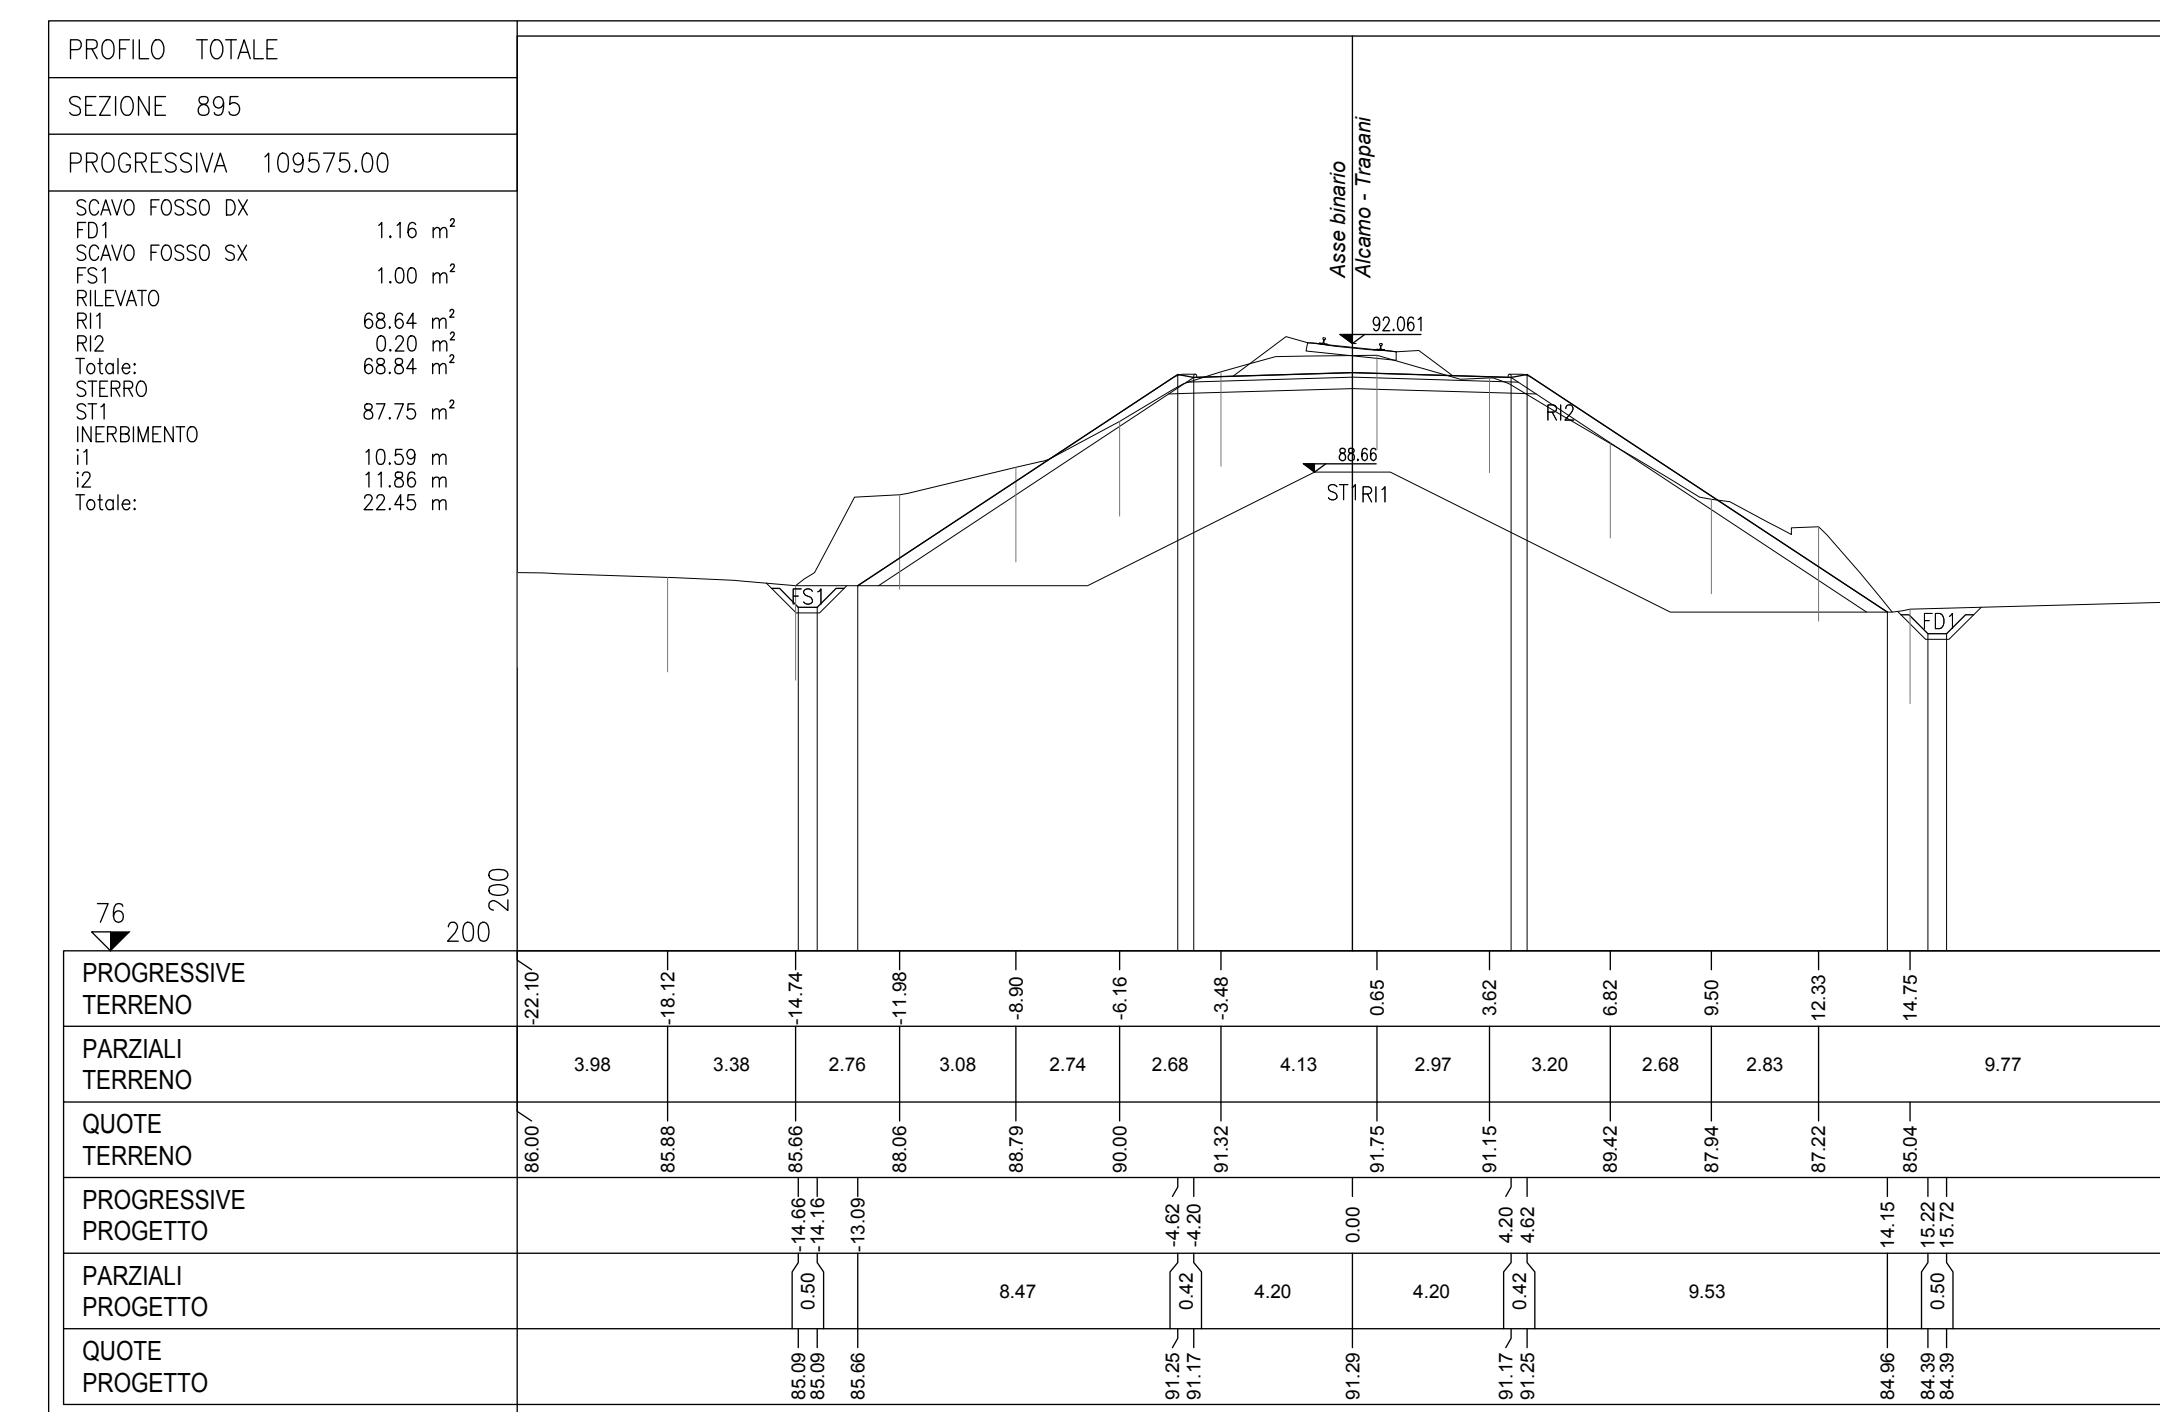 PROFILO TOTALE
SEZIONE 895
PROGRESSIVA 109575.00
SCAVO FOSSO DX
FD1 1.16 m²
SCAVO FOSSO SX
FS1 1.00 m²
RILEVATO
RI1 68.64 m²
RI2 0.20 m²
Totale: 68.84 m²
STERRO
ST1 87.75 m²
INERBIMENTO
i1 10.59 m
i2 11.86 m
Totale: 22.45 m
Asse binario
Alcamo - Trapani
92.061
RI2
88.66
ST1 RI1
FS1
FD1
76
200
200
PROGRESSIVE
TERRENO
-22.10 -18.12 -14.74 -11.98 -8.90 -6.16 -3.48 0.65 3.62 6.82 9.50 12.33 14.75
PARZIALI
TERRENO
3.98 3.38 2.76 3.08 2.74 2.68 4.13 2.97 3.20 2.68 2.83 9.77
QUOTE
TERRENO
86.00 85.88 85.66 88.06 88.79 90.00 91.32 91.75 91.15 89.42 87.94 87.22 85.04
PROGRESSIVE
PROGETTO
-14.66 -14.16 -13.09 -4.62 -4.20 0.00 4.20 4.62 14.15 15.22 15.72
PARZIALI
PROGETTO
0.50 8.47 0.42 4.20 4.20 0.42 9.53 0.50
QUOTE
PROGETTO
85.09 85.09 85.66 91.25 91.17 91.29 91.17 91.25 84.96 84.39 84.39